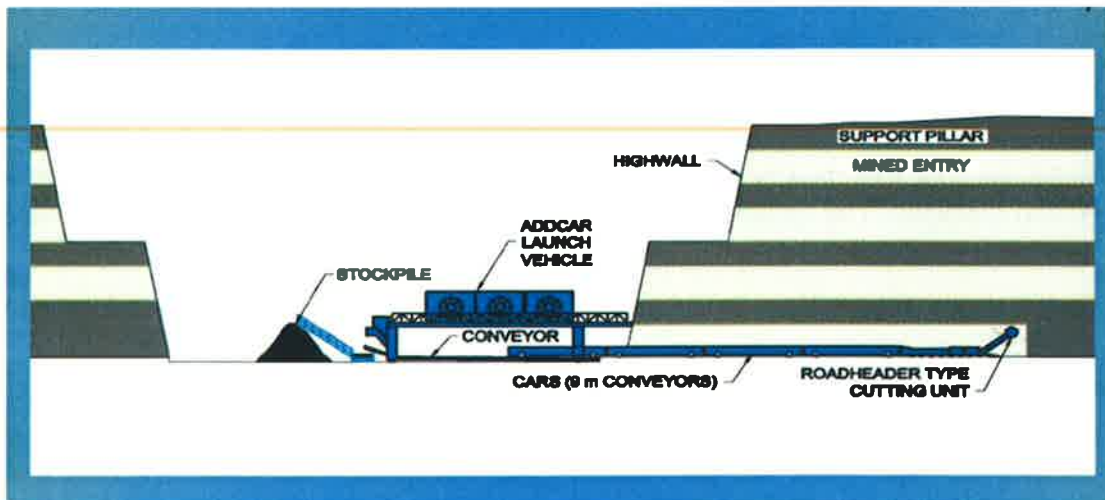 SUPPORT PILLAR
HIGHWALL
MINED ENTRY
ADDCAR
LAUNCH
VEHICLE
STOCKPILE
CONVEYOR
CARS (9 m CONVEYORS)
ROADHEADER TYPE
CUTTING UNIT